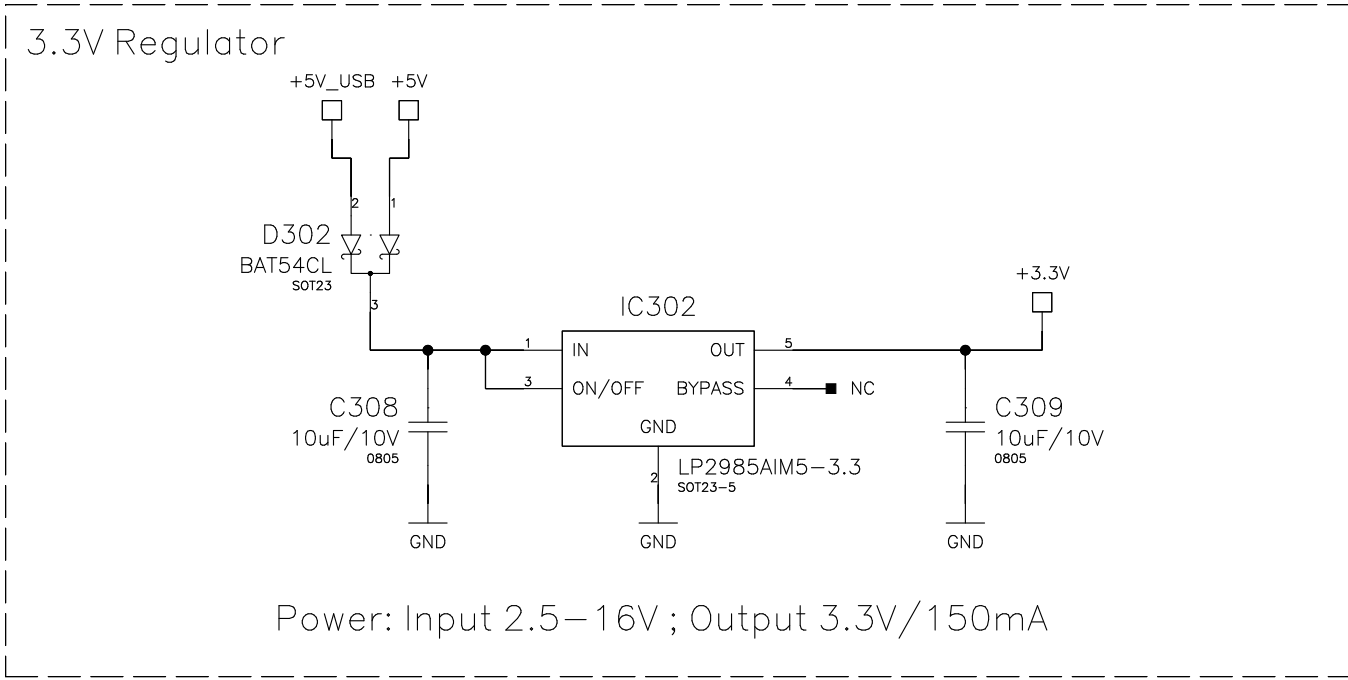 3.3V Regulator
+5V_USB +5V
2 1
D302
BAT54CL
SOT23
3
+3.3V
IC302
1 IN OUT 5
3 ON/OFF BYPASS 4 NC
GND
C308
10uF/10V
0805
C309
10uF/10V
0805
2
LP2985AIM5-3.3
SOT23-5
GND GND GND
Power: Input 2.5-16V ; Output 3.3V/150mA